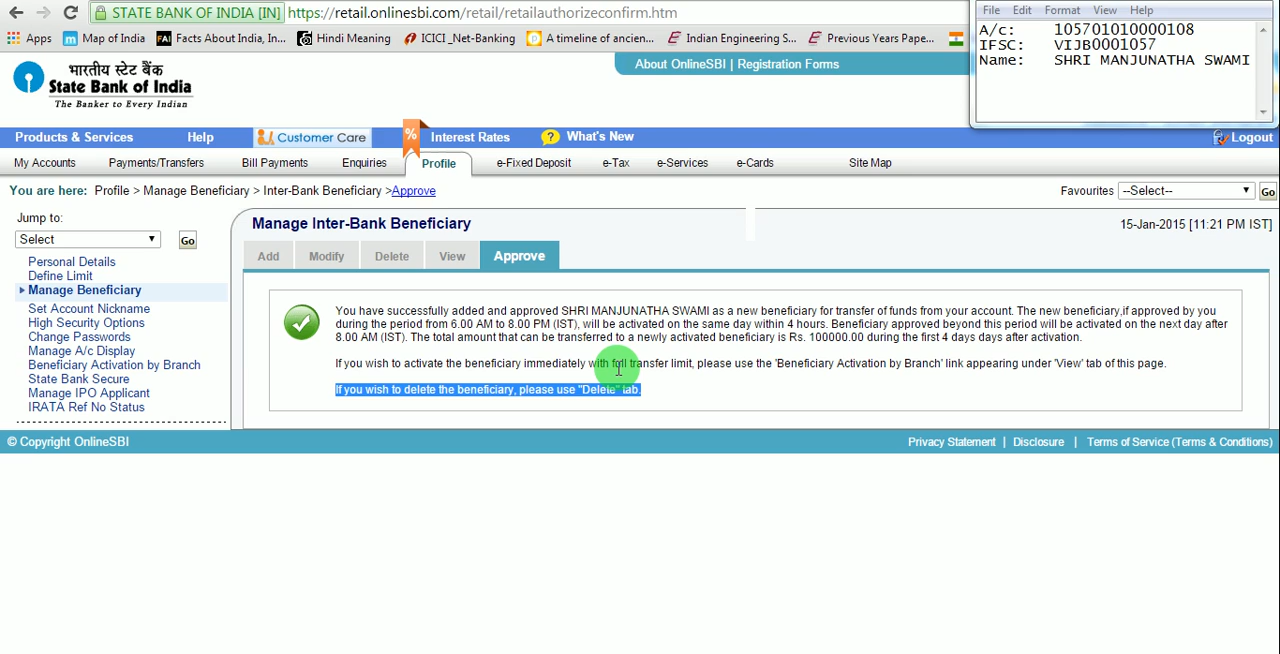 STATE BANK OF INDIA [IN] https://retail.onlinesbi.com/retail/retailauthorizeconfirm.htm
Apps Map of India Facts About India, In... Hindi Meaning ICICI_Net-Banking A timeline of ancien... Indian Engineering S... Previous Years Pape...
File Edit Format View Help
A/c: 105701010000108
IFSC: VIJB0001057
Name: SHRI MANJUNATHA SWAMI
भारतीय स्टेट बैंक
State Bank of India
The Banker to Every Indian
About OnlineSBI | Registration Forms
Products & Services Help Customer Care % Interest Rates ? What's New Logout
My Accounts Payments/Transfers Bill Payments Enquiries Profile e-Fixed Deposit e-Tax e-Services e-Cards Site Map
You are here: Profile > Manage Beneficiary > Inter-Bank Beneficiary >Approve Favourites --Select-- Go
Jump to:
Select Go
Personal Details
Define Limit
Manage Beneficiary
Set Account Nickname
High Security Options
Change Passwords
Manage A/c Display
Beneficiary Activation by Branch
State Bank Secure
Manage IPO Applicant
IRATA Ref No Status
Manage Inter-Bank Beneficiary 15-Jan-2015 [11:21 PM IST]
Add Modify Delete View Approve
You have successfully added and approved SHRI MANJUNATHA SWAMI as a new beneficiary for transfer of funds from your account. The new beneficiary,if approved by you
during the period from 6.00 AM to 8.00 PM (IST), will be activated on the same day within 4 hours. Beneficiary approved beyond this period will be activated on the next day after
8.00 AM (IST). The total amount that can be transferred to a newly activated beneficiary is Rs. 100000.00 during the first 4 days days after activation.
If you wish to activate the beneficiary immediately with full transfer limit, please use the 'Beneficiary Activation by Branch' link appearing under 'View' tab of this page.
If you wish to delete the beneficiary, please use "Delete" tab.
© Copyright OnlineSBI Privacy Statement | Disclosure | Terms of Service (Terms & Conditions)